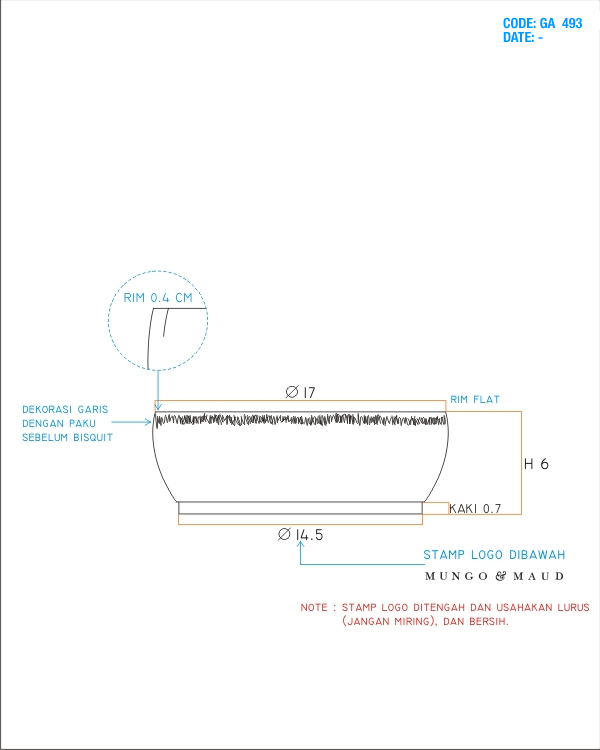 CODE: GA 493
DATE: -
RIM 0.4 CM
Ø 17
RIM FLAT
DEKORASI GARIS
DENGAN PAKU
SEBELUM BISQUIT
H 6
KAKI 0.7
Ø 14.5
STAMP LOGO DIBAWAH
MUNGO & MAUD
NOTE : STAMP LOGO DITENGAH DAN USAHAKAN LURUS
(JANGAN MIRING), DAN BERSIH.